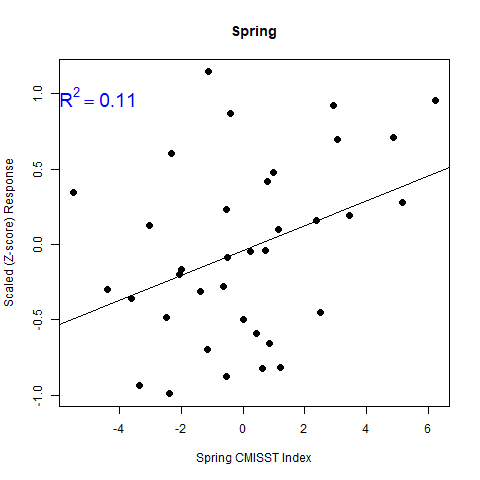 Spring
R² = 0.11
Scaled (Z-score) Response
1.0
0.5
0.0
-0.5
-1.0
-4 -2 0 2 4 6
Spring CMISST Index